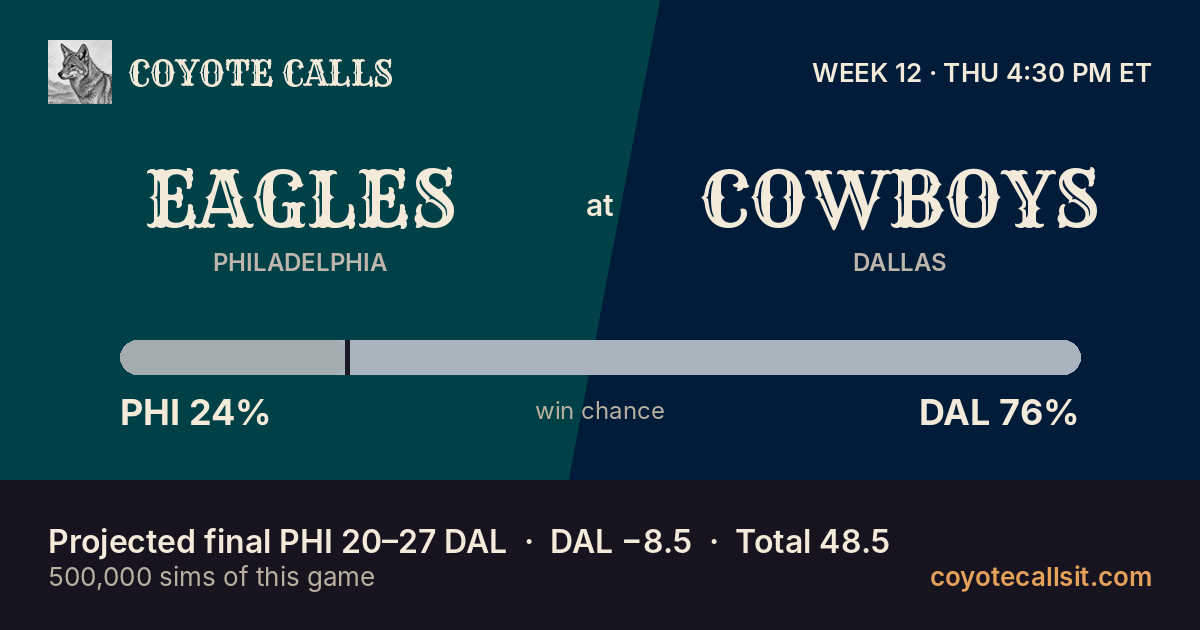 COYOTE CALLS
WEEK 12 · THU 4:30 PM ET
EAGLES at COWBOYS
PHILADELPHIA DALLAS
PHI 24% win chance DAL 76%
Projected final PHI 20–27 DAL · DAL −8.5 · Total 48.5
500,000 sims of this game
coyotecallsit.com